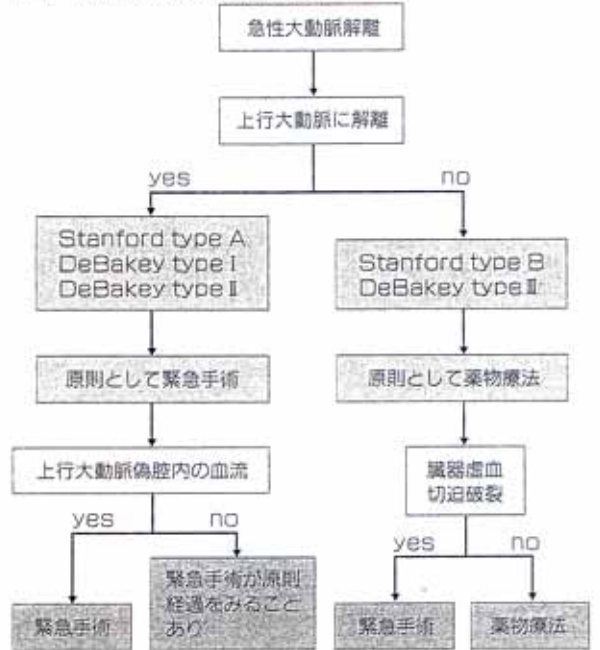 急性大動脈解離
上行大動脈に解離
yes
no
Stanford type A
DeBakey type Ⅰ
DeBakey type Ⅱ
Stanford type B
DeBakey type Ⅲ
原則として緊急手術
原則として薬物療法
上行大動脈偽腔内の血流
臓器虚血
切迫破裂
yes
no
yes
no
緊急手術
緊急手術が原則
経過をみること
あり
緊急手術
薬物療法